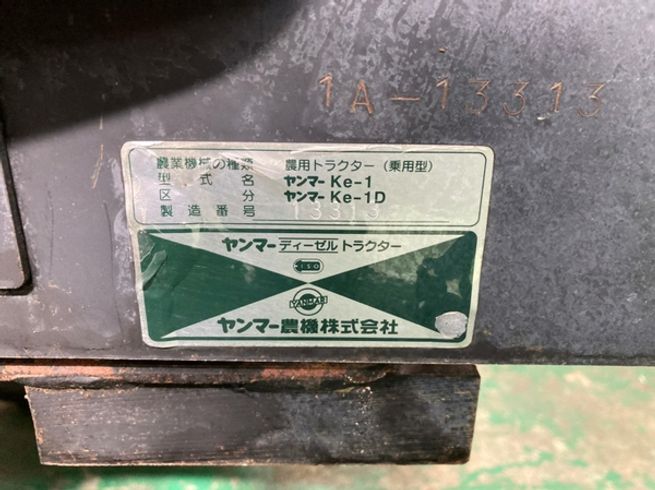 1A-13313
農業機械の種類 農用トラクター（乗用型）
型式名 ヤンマー Ke-1
区分 ヤンマー Ke-1D
製造番号 13313
ヤンマーディーゼルトラクター
ISO
YANMAR
ヤンマー農機株式会社